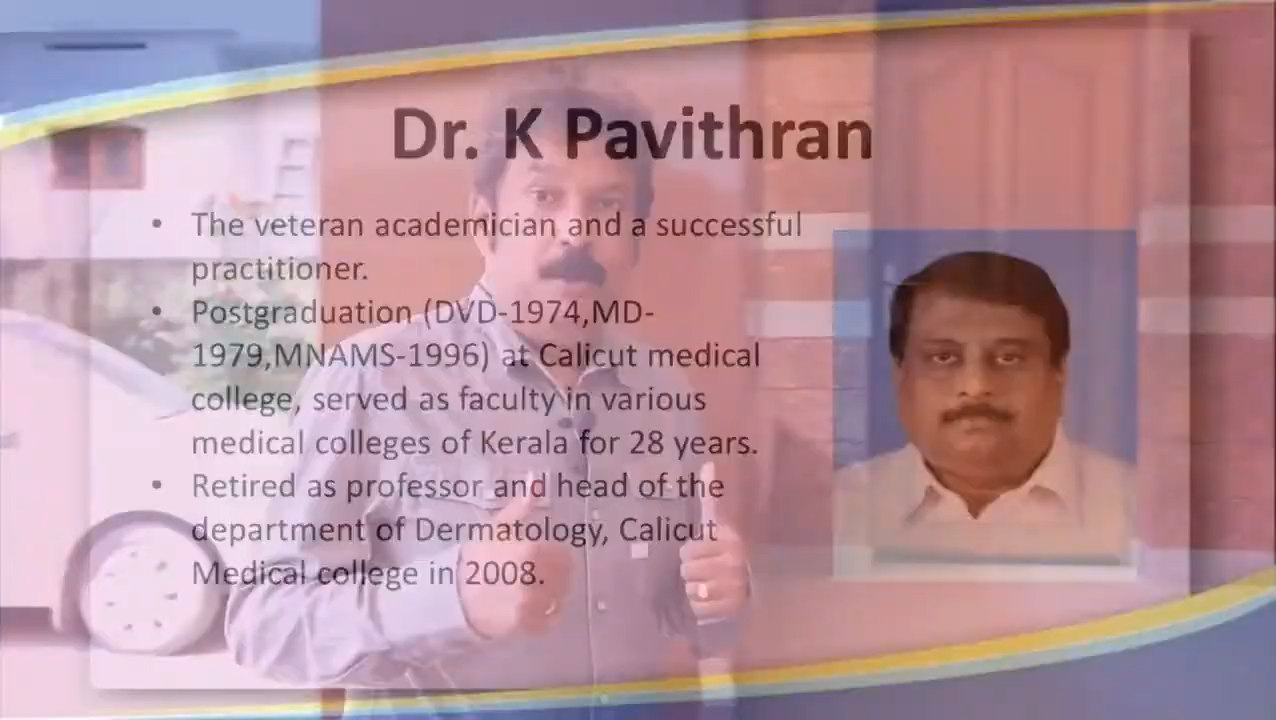 Dr. K Pavithran
• The veteran academician and a successful
practitioner.
• Postgraduation (DVD-1974,MD-
1979,MNAMS-1996) at Calicut medical
college, served as faculty in various
medical colleges of Kerala for 28 years.
• Retired as professor and head of the
department of Dermatology, Calicut
Medical college in 2008.